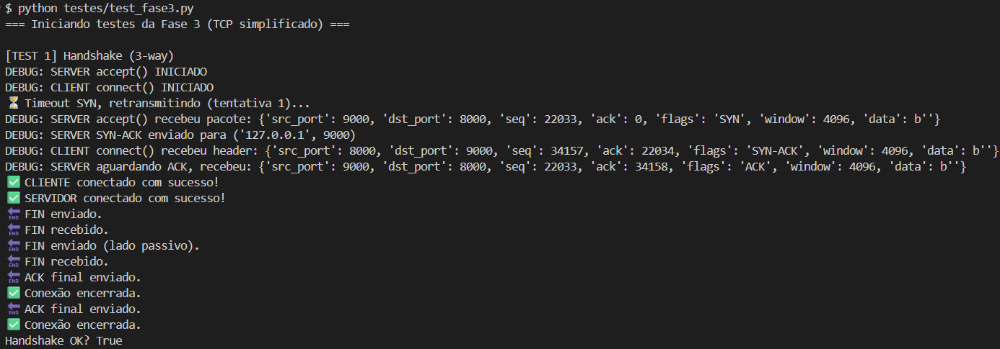 $ python testes/test_fase3.py
=== Iniciando testes da Fase 3 (TCP simplificado) ===
[TEST 1] Handshake (3-way)
DEBUG: SERVER accept() INICIADO
DEBUG: CLIENT connect() INICIADO
⏳ Timeout SYN, retransmitindo (tentativa 1)...
DEBUG: SERVER accept() recebeu pacote: {'src_port': 9000, 'dst_port': 8000, 'seq': 22033, 'ack': 0, 'flags': 'SYN', 'window': 4096, 'data': b''}
DEBUG: SERVER SYN-ACK enviado para ('127.0.0.1', 9000)
DEBUG: CLIENT connect() recebeu header: {'src_port': 8000, 'dst_port': 9000, 'seq': 34157, 'ack': 22034, 'flags': 'SYN-ACK', 'window': 4096, 'data': b''}
DEBUG: SERVER aguardando ACK, recebeu: {'src_port': 9000, 'dst_port': 8000, 'seq': 22033, 'ack': 34158, 'flags': 'ACK', 'window': 4096, 'data': b''}
✅ CLIENTE conectado com sucesso!
✅ SERVIDOR conectado com sucesso!
🔚 FIN enviado.
🔚 FIN recebido.
🔚 FIN enviado (lado passivo).
🔚 FIN recebido.
🔚 ACK final enviado.
✅ Conexão encerrada.
🔚 ACK final enviado.
✅ Conexão encerrada.
Handshake OK? True